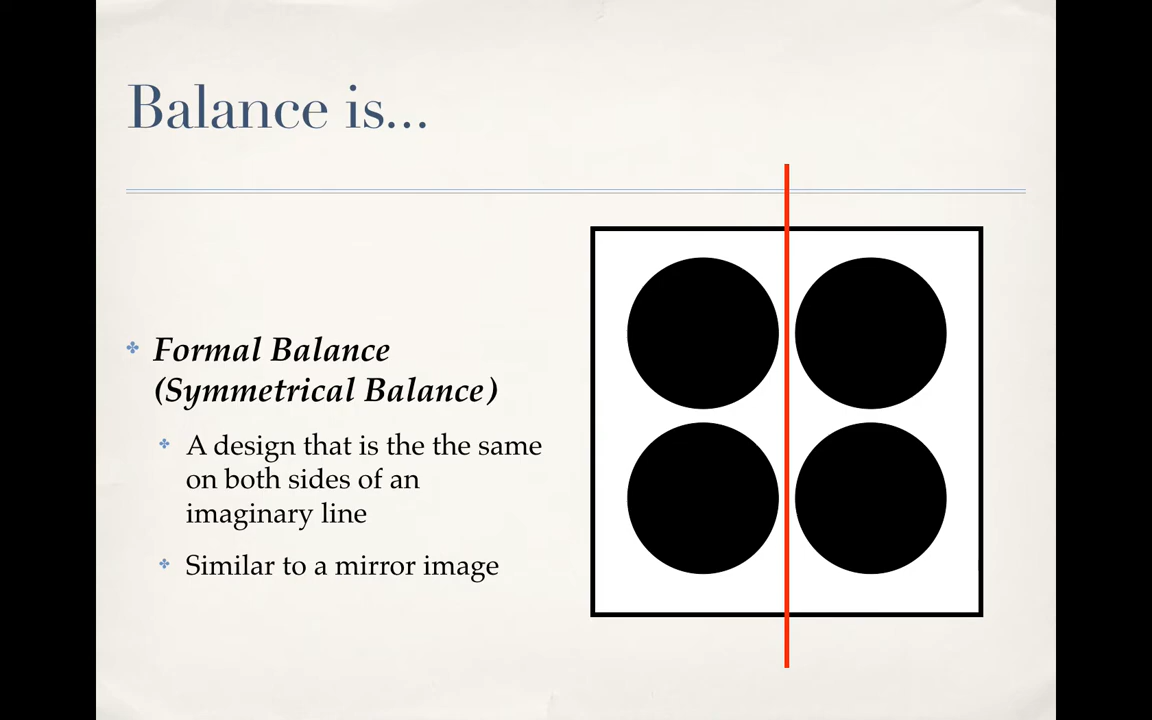 Balance is...
Formal Balance
(Symmetrical Balance)
A design that is the the same
on both sides of an
imaginary line
Similar to a mirror image